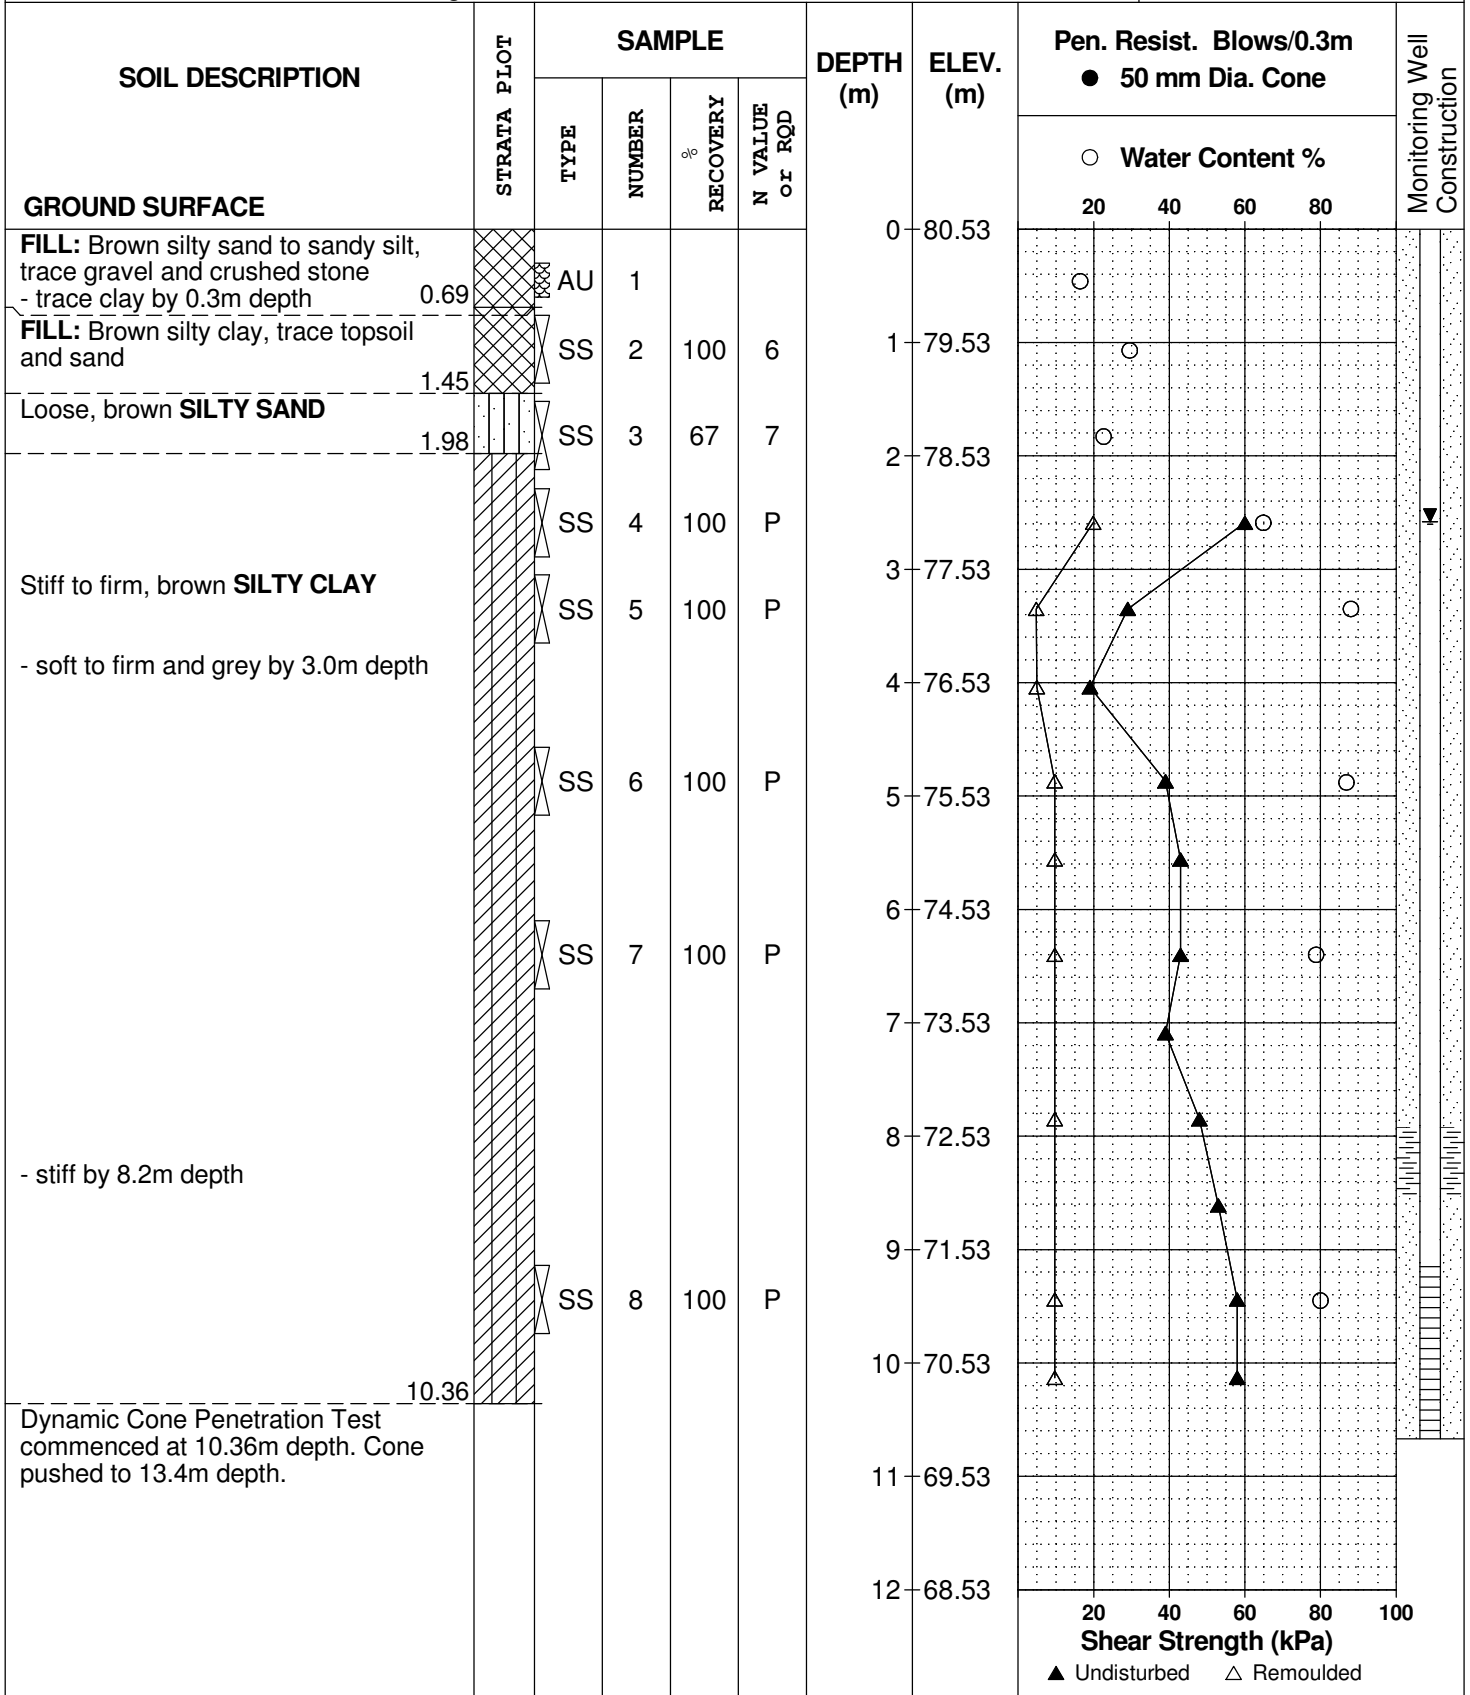 SOIL DESCRIPTION
GROUND SURFACE
STRATA PLOT
SAMPLE
TYPE
NUMBER
%
RECOVERY
N VALUE
or RQD
DEPTH
(m)
ELEV.
(m)
Pen. Resist. Blows/0.3m
● 50 mm Dia. Cone
○ Water Content %
20 40 60 80
Monitoring Well
Construction
0 80.53
FILL: Brown silty sand to sandy silt,
trace gravel and crushed stone
- trace clay by 0.3m depth 0.69
AU 1
FILL: Brown silty clay, trace topsoil
and sand
1.45
SS 2 100 6
1 79.53
Loose, brown SILTY SAND
1.98
SS 3 67 7
2 78.53
SS 4 100 P
3 77.53
Stiff to firm, brown SILTY CLAY
SS 5 100 P
- soft to firm and grey by 3.0m depth
4 76.53
SS 6 100 P
5 75.53
6 74.53
SS 7 100 P
7 73.53
8 72.53
- stiff by 8.2m depth
9 71.53
SS 8 100 P
10 70.53
10.36
Dynamic Cone Penetration Test
commenced at 10.36m depth. Cone
pushed to 13.4m depth.
11 69.53
12 68.53
20 40 60 80 100
Shear Strength (kPa)
▲ Undisturbed △ Remoulded